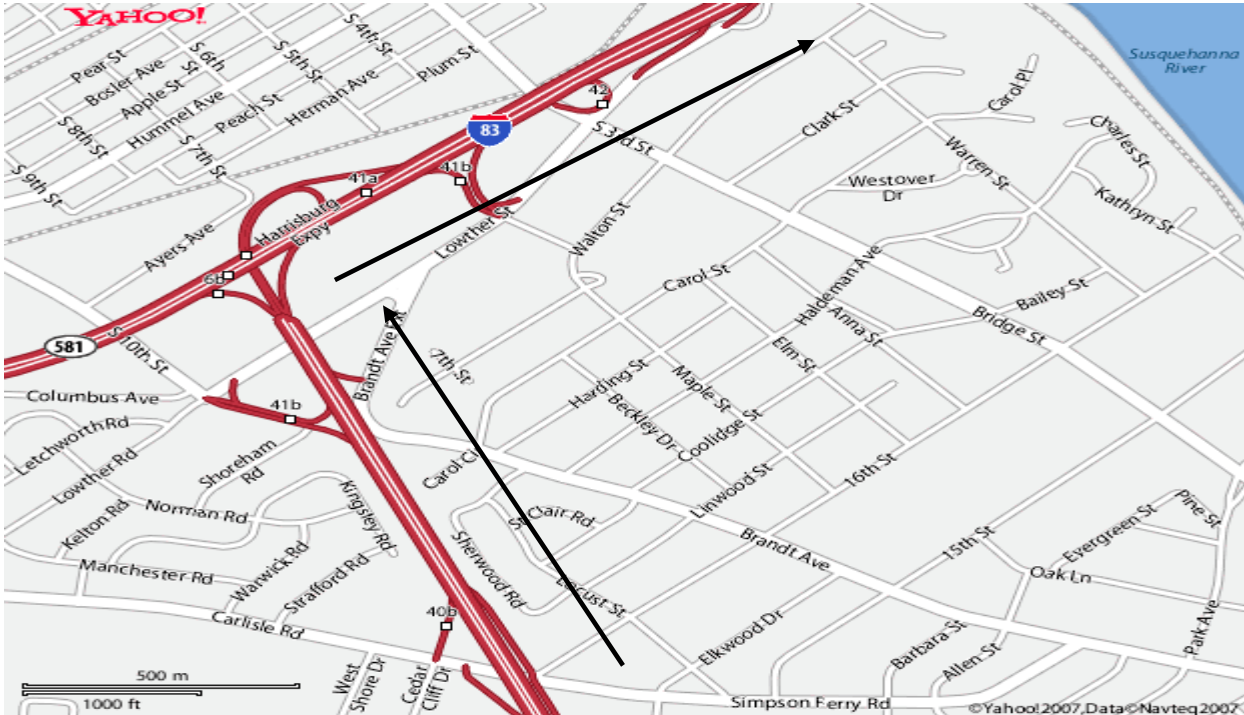 YAHOO!
S 4th St
S 5th St
S 6th
St
Pear St
Bosler Ave
Apple St
Hummel Ave
Peach St
Herman Ave
Plum St
S 8th St
S 7th St
S 9th St
Susquehanna
River
42
83
S 3rd St
41b
41a
Clark St
Carol Pl
Charles St
Warren St
Westover
Dr
Kathryn St
Walton St
Lowther St
Harrisburg
Expy
Ayers Ave
6b
Carol St
Haldeman Ave
Bailey St
Bridge St
Anna St
Elm St
581
S 10th St
Brandt Ave
7th St
Columbus Ave
41b
Harding St
Maple St
Beckley Dr
Coolidge St
Letchworth Rd
Lowther Rd
Shoreham
Rd
Carol Cir
Linwood St
16th St
Kelton Rd
Norman Rd
Kingsley Rd
Clair Rd
St
Sherwood Rd
Brandt Ave
15th St
Pine St
Evergreen St
Oak Ln
Manchester Rd
Warwick Rd
Strafford Rd
Locust St
Carlisle Rd
40b
Elkwood Dr
Barbara St
Allen St
Park Ave
West
Shore Dr
Cedar
Cliff Dr
Simpson Ferry Rd
500 m
1000 ft
©Yahoo!2007,Data©Navteq2007